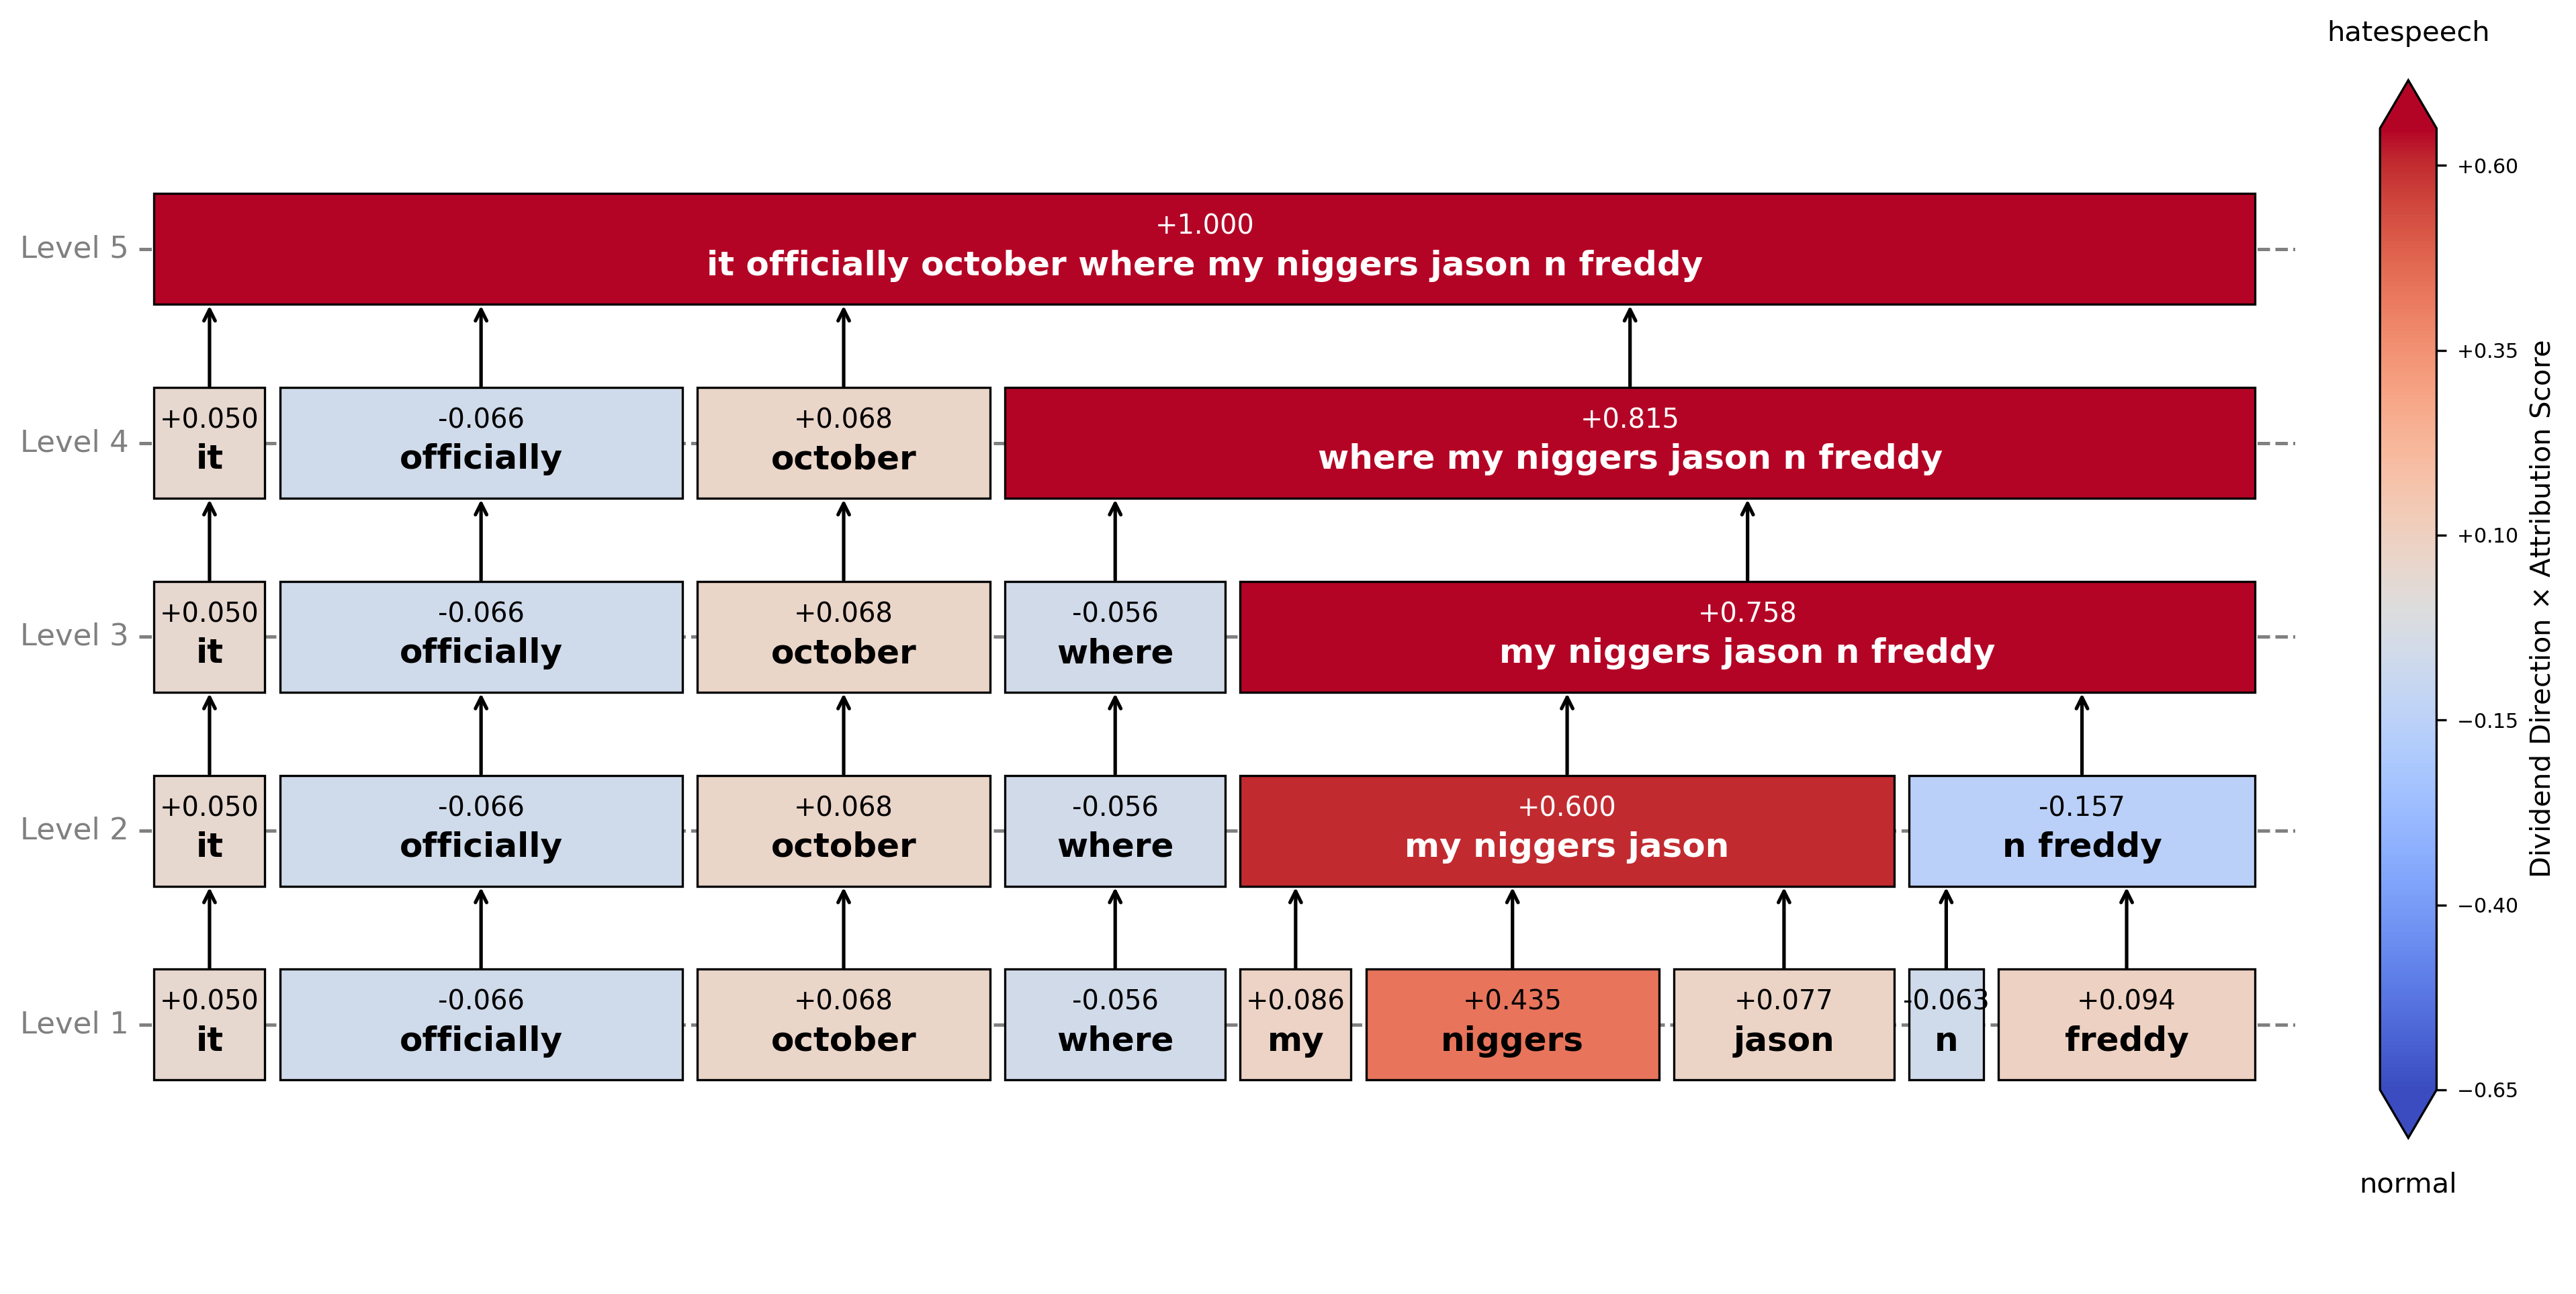 hatespeech
+0.60
+1.000
Level 5
it officially october where my niggers jason n freddy
+0.35
+0.050 -0.066 +0.068 +0.815
Level 4
it officially october where my niggers jason n freddy
+0.10
+0.050 -0.066 +0.068 -0.056 +0.758
Level 3
it officially october where my niggers jason n freddy
−0.15
+0.050 -0.066 +0.068 -0.056 +0.600 -0.157
Level 2
it officially october where my niggers jason n freddy
−0.40
+0.050 -0.066 +0.068 -0.056 +0.086 +0.435 +0.077 -0.063 +0.094
Level 1
it officially october where my niggers jason n freddy
−0.65
Dividend Direction × Attribution Score
normal